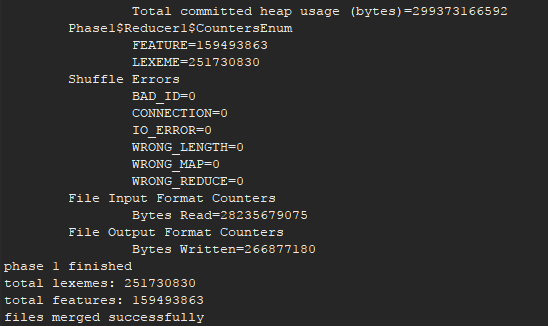 Total committed heap usage (bytes)=299373166592
Phase1$Reducer1$CountersEnum
FEATURE=159493863
LEXEME=251730830
Shuffle Errors
BAD_ID=0
CONNECTION=0
IO_ERROR=0
WRONG_LENGTH=0
WRONG_MAP=0
WRONG_REDUCE=0
File Input Format Counters
Bytes Read=28235679075
File Output Format Counters
Bytes Written=266877180
phase 1 finished
total lexemes: 251730830
total features: 159493863
files merged successfully